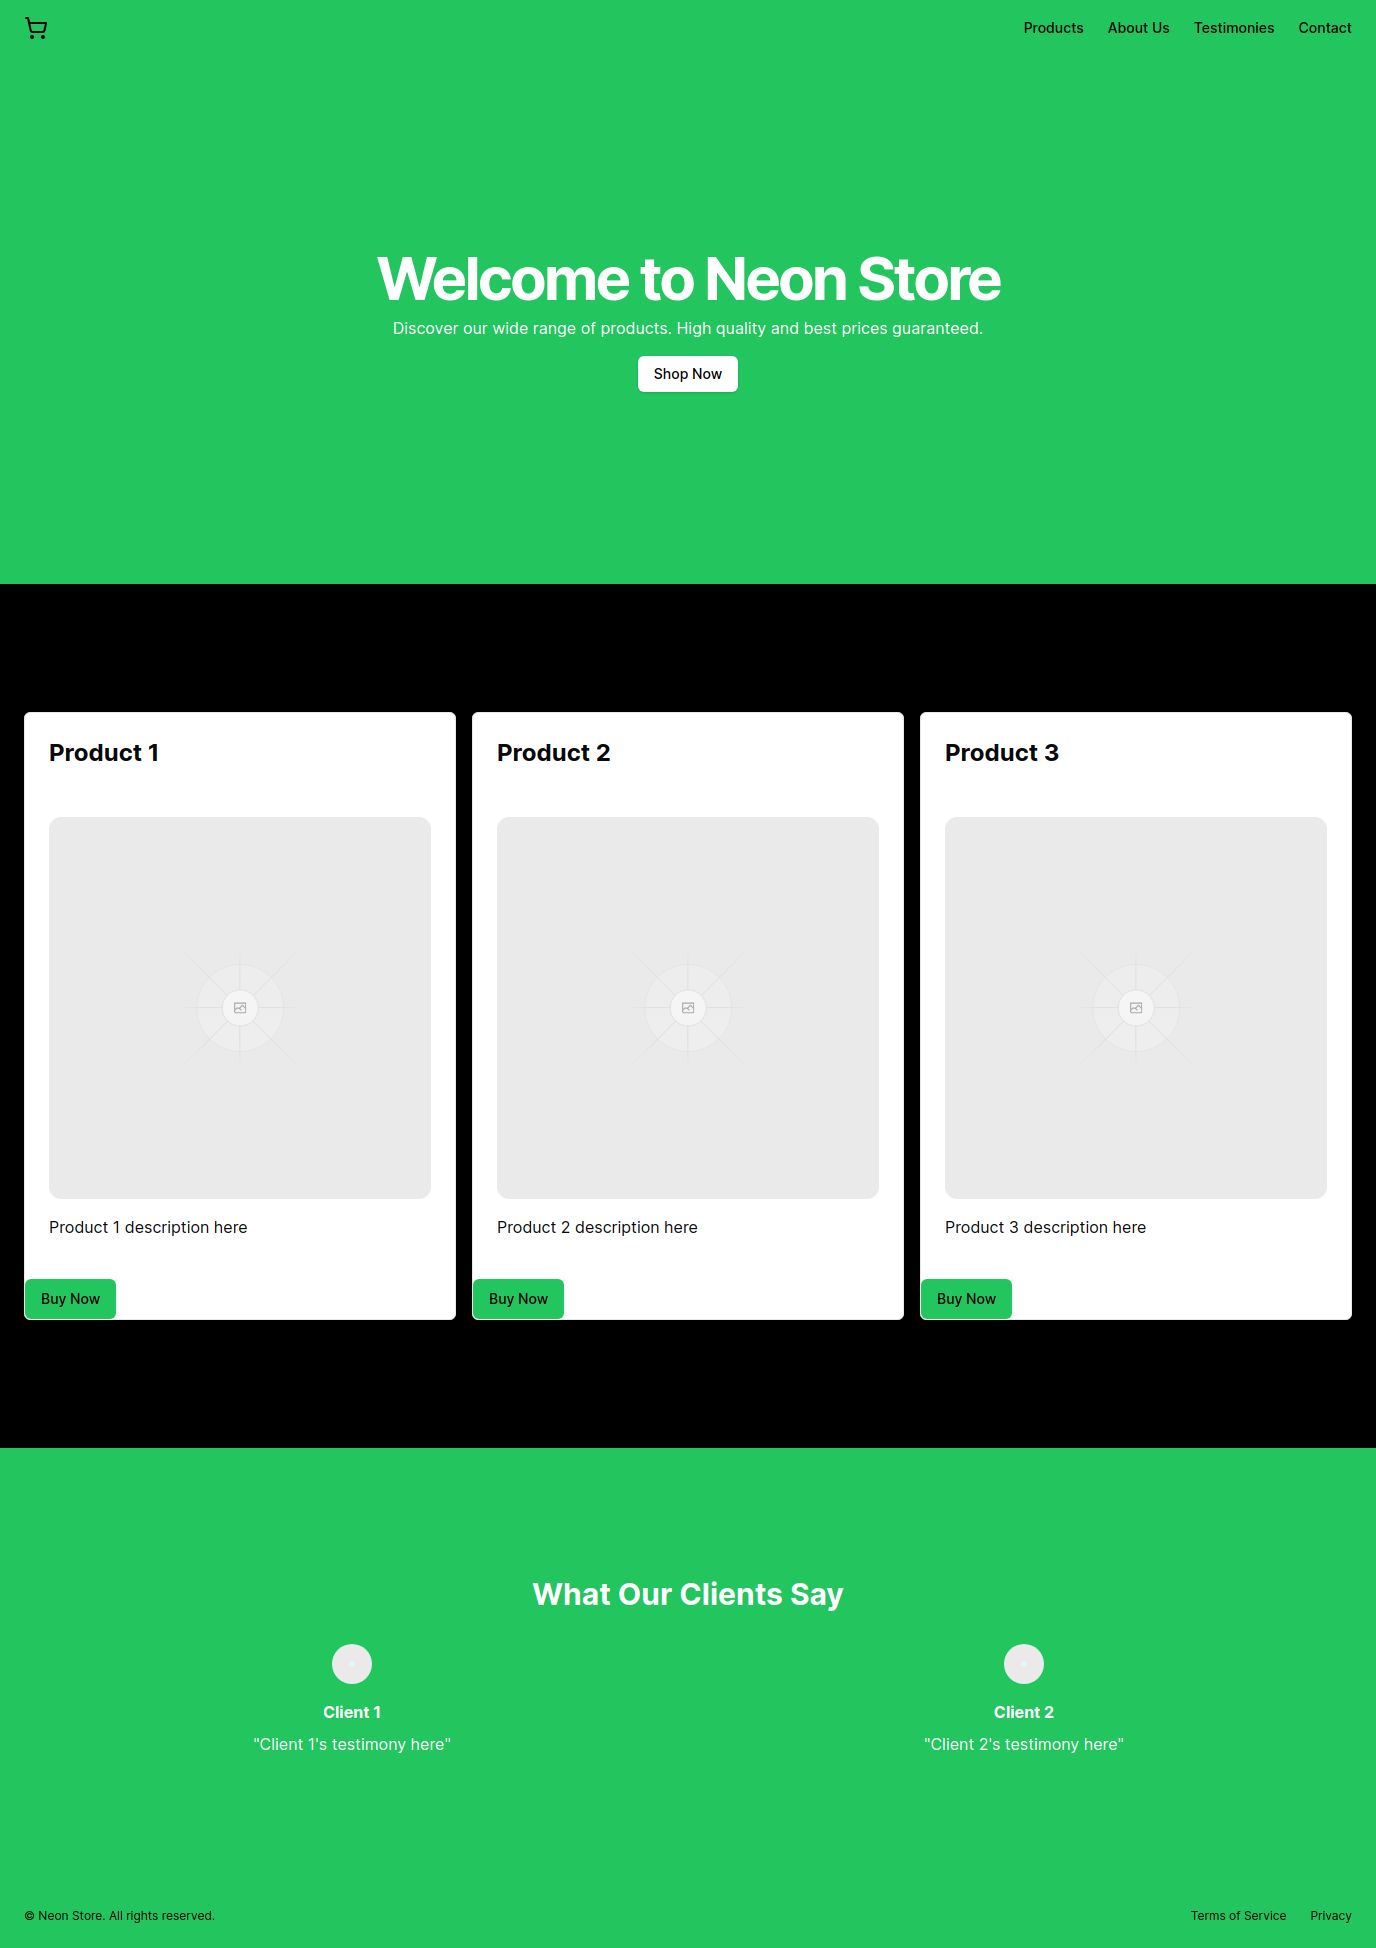 Products About Us Testimonies Contact
Welcome to Neon Store
Discover our wide range of products. High quality and best prices guaranteed.
Shop Now
Product 1
Product 1 description here
Buy Now
Product 2
Product 2 description here
Buy Now
Product 3
Product 3 description here
Buy Now
What Our Clients Say
Client 1
"Client 1's testimony here"
Client 2
"Client 2's testimony here"
© Neon Store. All rights reserved.
Terms of Service Privacy